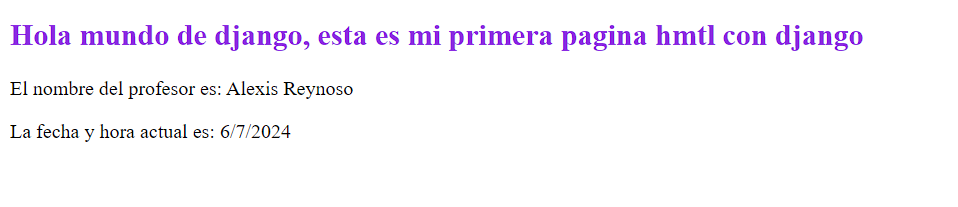 Hola mundo de django, esta es mi primera pagina hmtl con django
El nombre del profesor es: Alexis Reynoso
La fecha y hora actual es: 6/7/2024